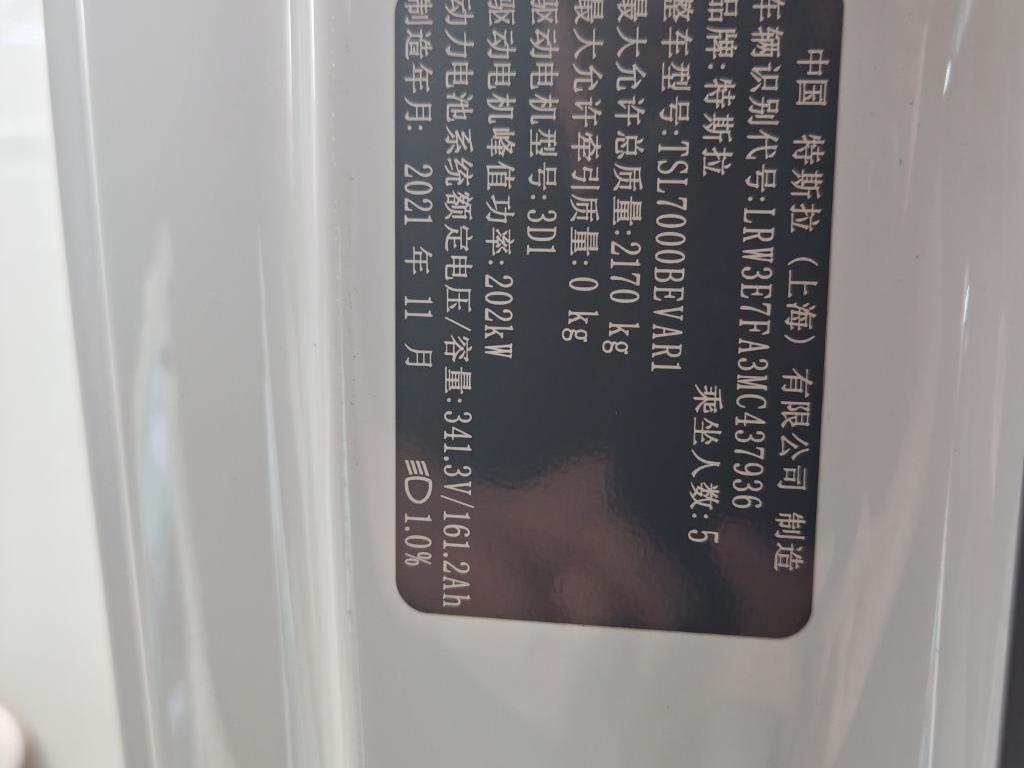 中国 特斯拉（上海）有限公司 制造
车辆识别代号:LRW3E7FA3MC437936
品牌:特斯拉 乘坐人数:5
整车型号:TSL7000BEVAR1
最大允许总质量:2170 kg
最大允许牵引质量:0 kg
驱动电机型号:3D1
驱动电机峰值功率:202kW
动力电池系统额定电压/容量:341.3V/161.2Ah
制造年月: 2021 年 11 月 1.0%